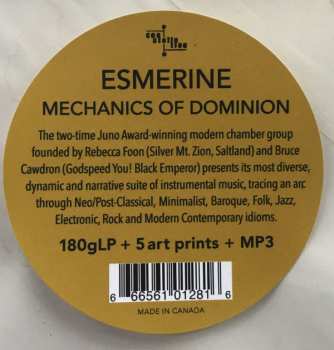 ESMERINE
MECHANICS OF DOMINION
The two-time Juno Award-winning modern chamber group
founded by Rebecca Foon (Silver Mt. Zion, Saltland) and Bruce
Cawdron (Godspeed You! Black Emperor) presents its most diverse,
dynamic and narrative suite of instrumental music, tracing an arc
through Neo/Post-Classical, Minimalist, Baroque, Folk, Jazz,
Electronic, Rock and Modern Contemporary idioms.
180gLP + 5 art prints + MP3
6 66561 01281 6
MADE IN CANADA